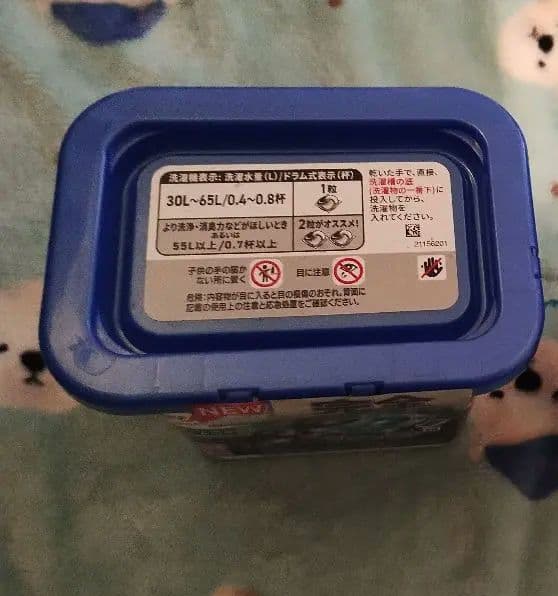 洗濯機表示: 洗濯水量(L)/ドラム式表示(杯)
30L~65L/0.4~0.8杯
1粒
より洗浄・消臭力などがほしいとき
あるいは
55L以上/0.7杯以上
2粒がオススメ!
乾いた手で、直接、
洗濯槽の底
(洗濯物の一番下)に
投入してから、
洗濯物を
入れてください。
21156201
子供の手の届か
ない所に置く
目に注意
危険: 内容物が目に入ると目の損傷のおそれ。背面に
記載の使用上の注意と応急処置をご確認ください。
NEW